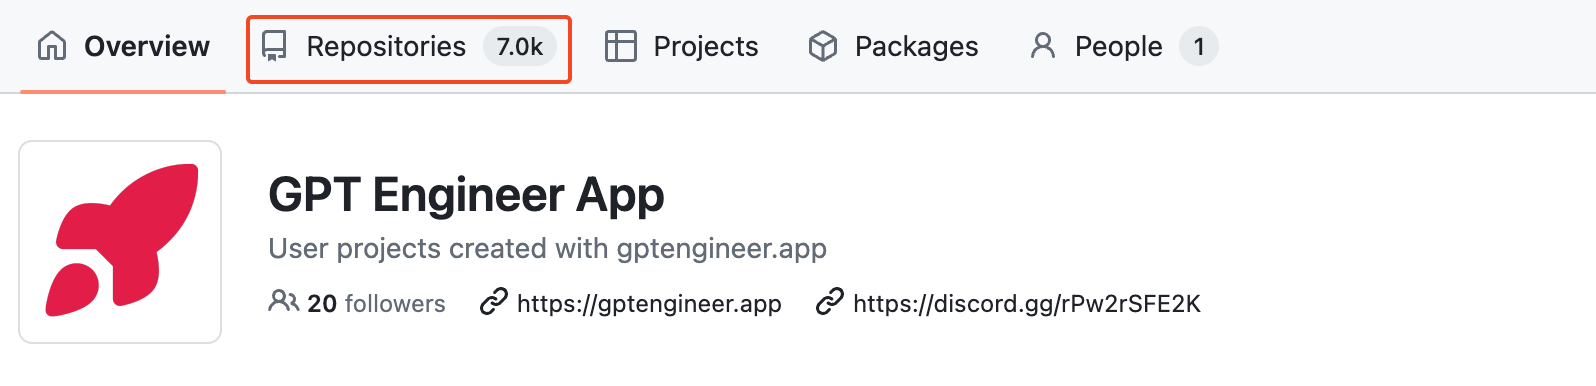 Overview Repositories 7.0k Projects Packages People 1
GPT Engineer App
User projects created with gptengineer.app
20 followers https://gptengineer.app https://discord.gg/rPw2rSFE2K